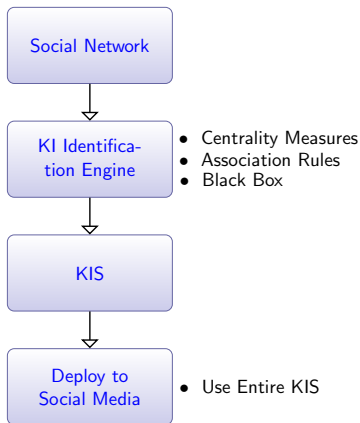 Social Network
KI Identifica-
tion Engine
• Centrality Measures
• Association Rules
• Black Box
KIS
Deploy to
Social Media
• Use Entire KIS